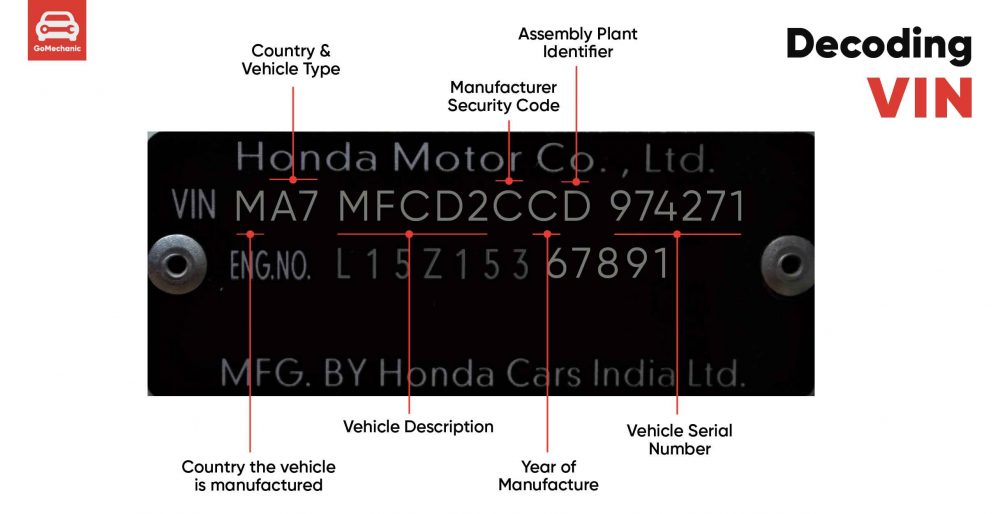 GoMechanic
Decoding
VIN
Country &
Vehicle Type
Manufacturer
Security Code
Assembly Plant
Identifier
Honda Motor Co., Ltd.
VIN MA7 MFCD2CCD 974271
ENG.NO. L15Z153 67891
MFG. BY Honda Cars India Ltd.
Country the vehicle
is manufactured
Vehicle Description
Year of
Manufacture
Vehicle Serial
Number